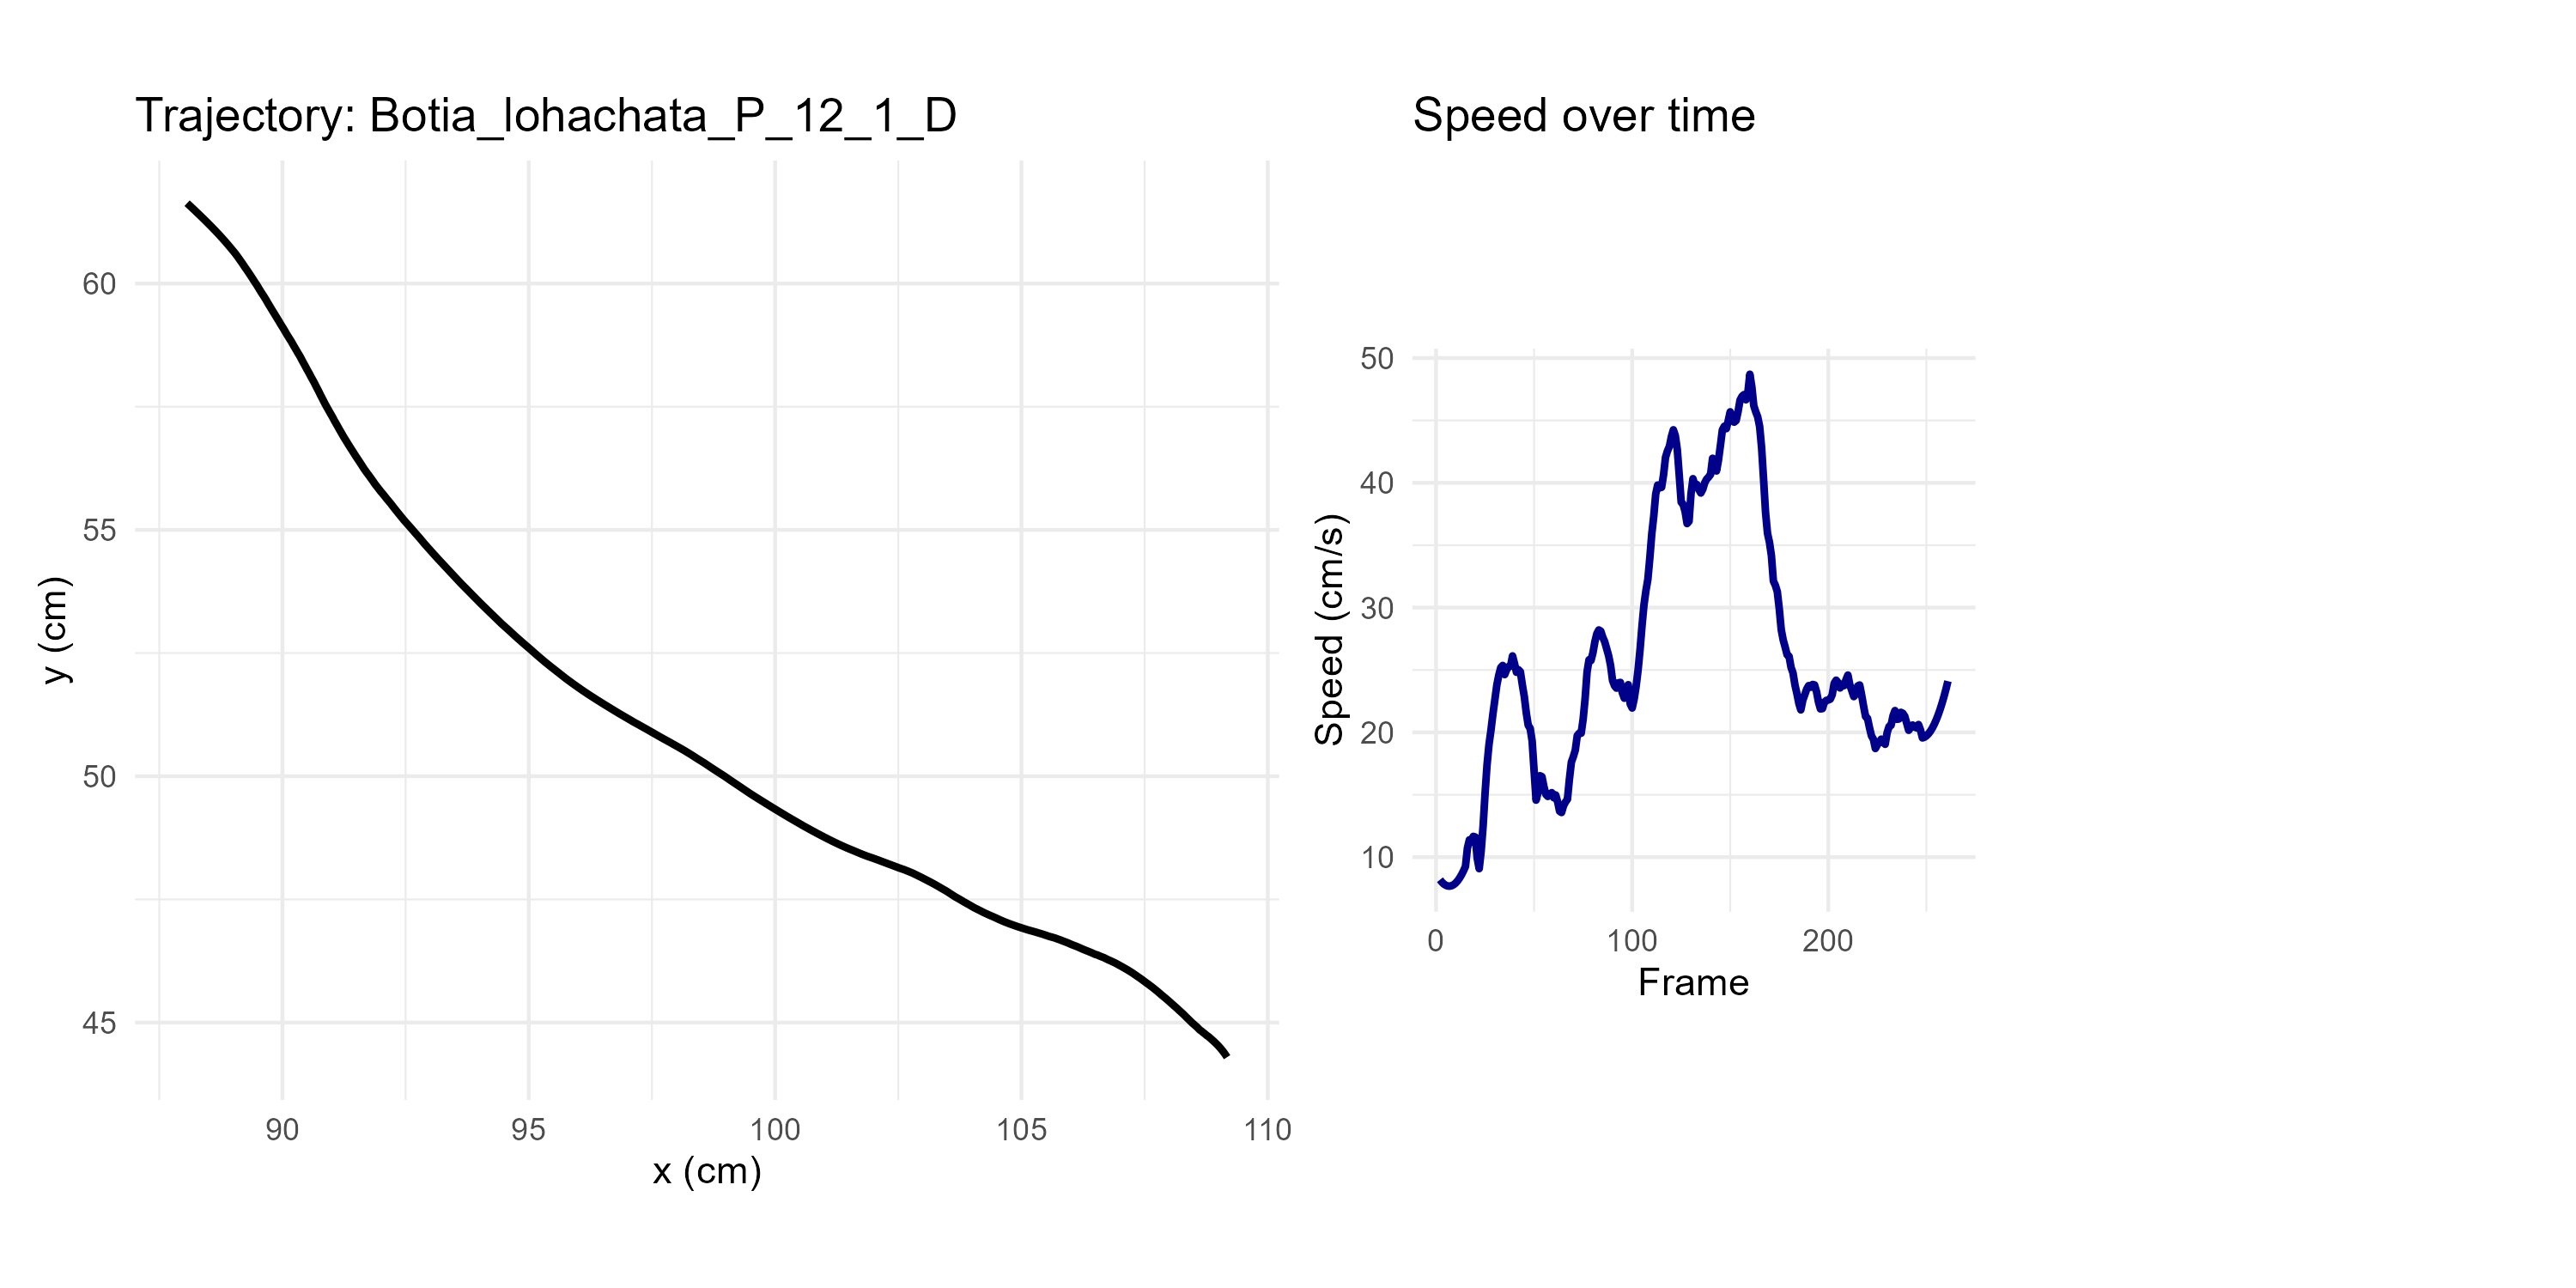 Trajectory: Botia_lohachata_P_12_1_D
60
55
50
45
y (cm)
90 95 100 105 110
x (cm)
Speed over time
50
40
30
20
10
Speed (cm/s)
0 100 200
Frame